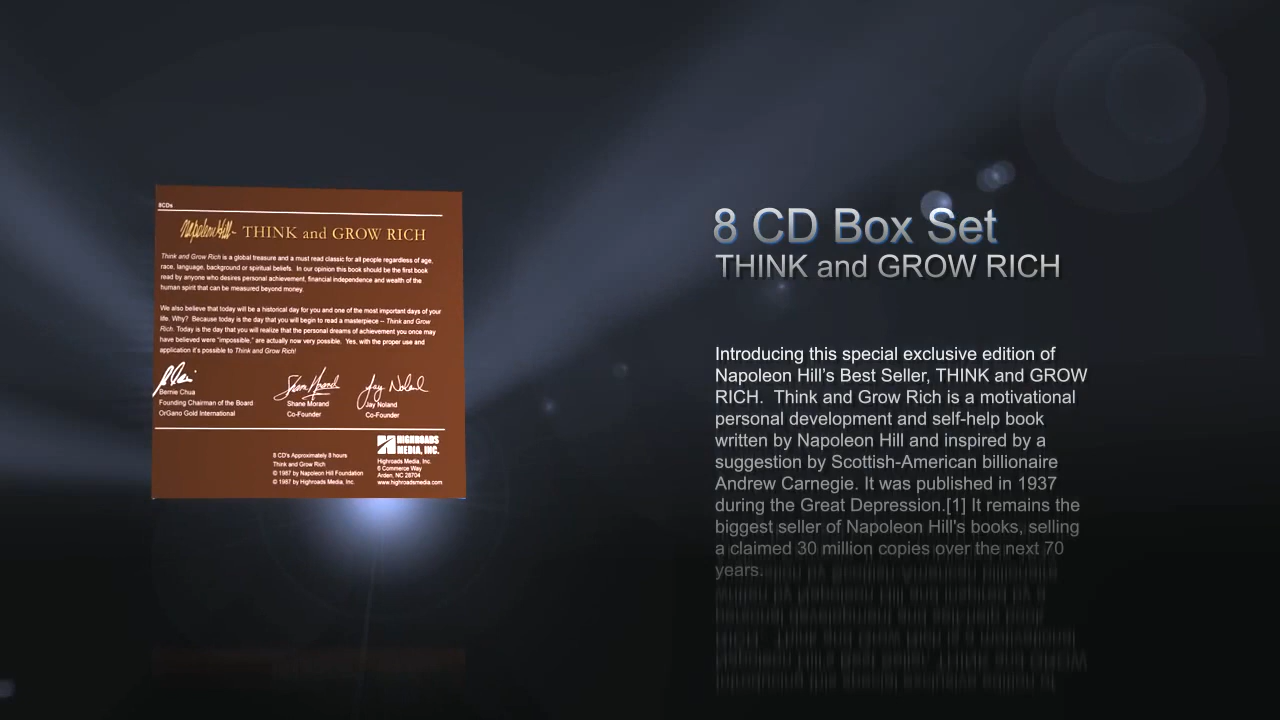 8CDs
Napoleon Hill THINK and GROW RICH
Think and Grow Rich is a global treasure and a must read classic for all people regardless of age,
race, language, background or spiritual beliefs. In our opinion this book should be the first book
read by anyone who desires personal achievement, financial independence and wealth of the
human spirit that can be measured beyond money.
We also believe that today will be a historical day for you and one of the most important days of your
life. Why? Because today is the day that you will begin to read a masterpiece – Think and Grow
Rich. Today is the day that you will realize that the personal dreams of achievement you once may
have believed were "impossible," are actually now very possible. Yes, with the proper use and
application it's possible to Think and Grow Rich!
Shane Morand
Jay Noland
Bernie Chua
Founding Chairman of the Board
OrGano Gold International
Shane Morand
Co-Founder
Jay Noland
Co-Founder
HIGHROADS
MEDIA, INC.
8 CD's Approximately 8 hours
Think and Grow Rich
© 1987 by Napoleon Hill Foundation
© 1987 by Highroads Media, Inc.
Highroads Media, Inc.
6 Commerce Way
Arden, NC 28704
www.highroadsmedia.com
8 CD Box Set
THINK and GROW RICH
Introducing this special exclusive edition of
Napoleon Hill's Best Seller, THINK and GROW
RICH. Think and Grow Rich is a motivational
personal development and self-help book
written by Napoleon Hill and inspired by a
suggestion by Scottish-American billionaire
Andrew Carnegie. It was published in 1937
during the Great Depression.[1] It remains the
biggest seller of Napoleon Hill's books, selling
a claimed 30 million copies over the next 70
years.